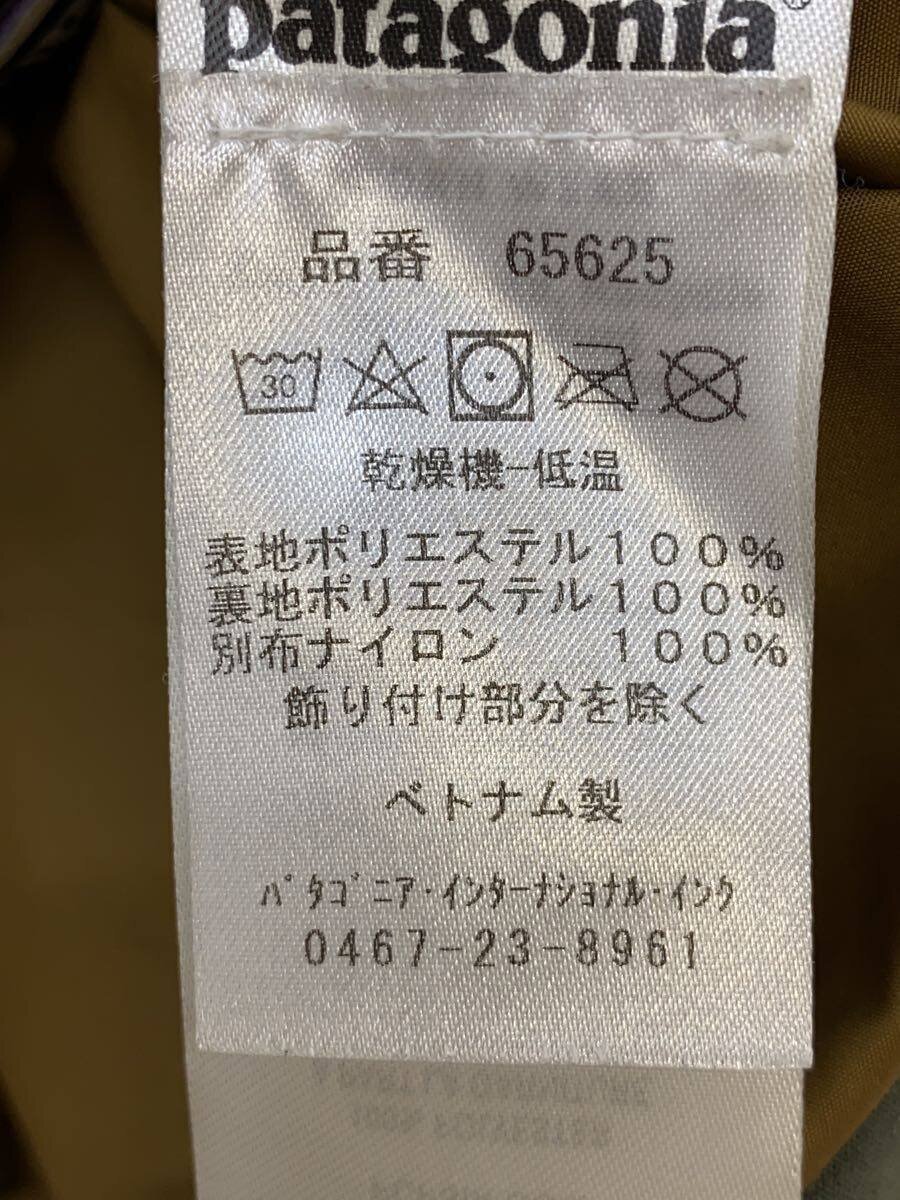 patagonia®
品番 65625
30
乾燥機-低温
表地ポリエステル100%
裏地ポリエステル100%
別布ナイロン 100%
飾り付け部分を除く
ベトナム製
ﾊﾟﾀｺﾞﾆｱ･ｲﾝﾀｰﾅｼｮﾅﾙ･ｲﾝｸ
0467-23-8961